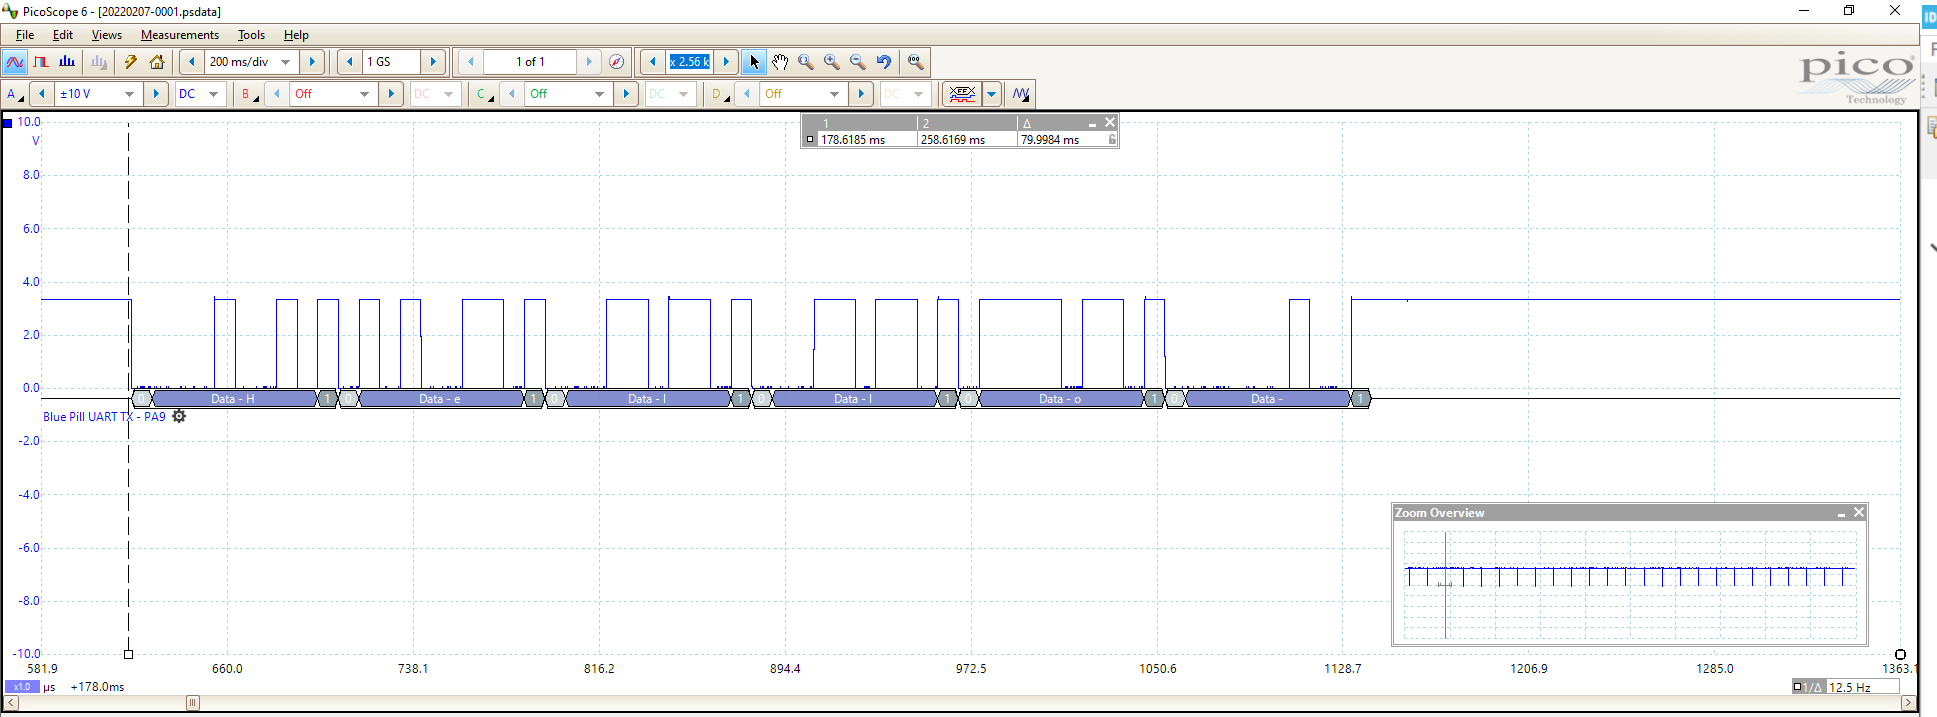 PicoScope 6 - [20220207-0001.psdata]
File Edit Views Measurements Tools Help
200 ms/div 1 GS 1 of 1 x 2.56 k
A ±10 V DC B Off DC C Off DC D Off DC
pico
Technology
10.0
V
8.0
6.0
4.0
2.0
0.0
-2.0
-4.0
-6.0
-8.0
-10.0
1 2 Δ
178.6185 ms 258.6169 ms 79.9984 ms
0 Data - H 1 0 Data - e 1 0 Data - l 1 0 Data - l 1 0 Data - o 1 0 Data - 1
Blue Pill UART TX - PA9
Zoom Overview
581.9 660.0 738.1 816.2 894.4 972.5 1050.6 1128.7 1206.9 1285.0 1363.1
x1.0 µs +178.0ms
1/Δ 12.5 Hz